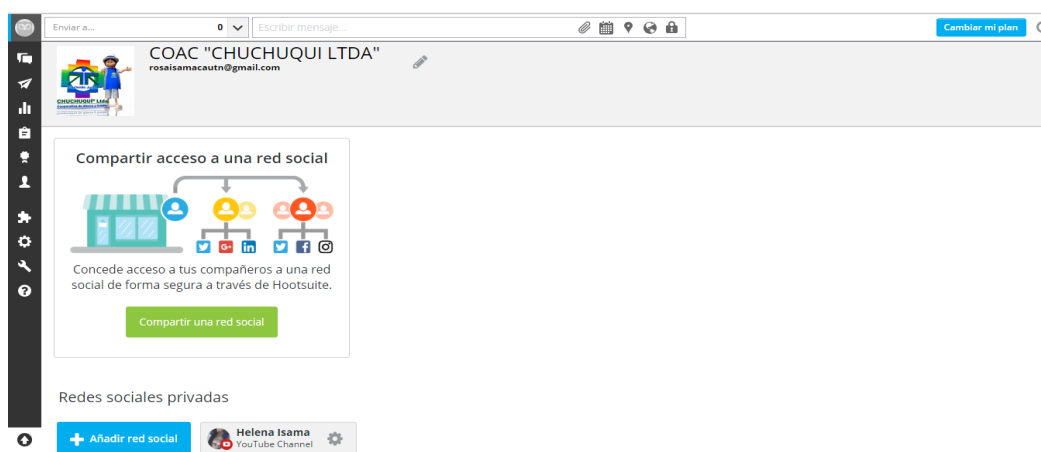 Enviar a...
0
Escribir mensaje...
Cambiar mi plan
COAC "CHUCHUQUI LTDA"
rosaisamacautn@gmail.com
CHUCHUQUI" Ltda
Compartir acceso a una red social
Concede acceso a tus compañeros a una red
social de forma segura a través de Hootsuite.
Compartir una red social
Redes sociales privadas
Añadir red social
Helena Isama
YouTube Channel